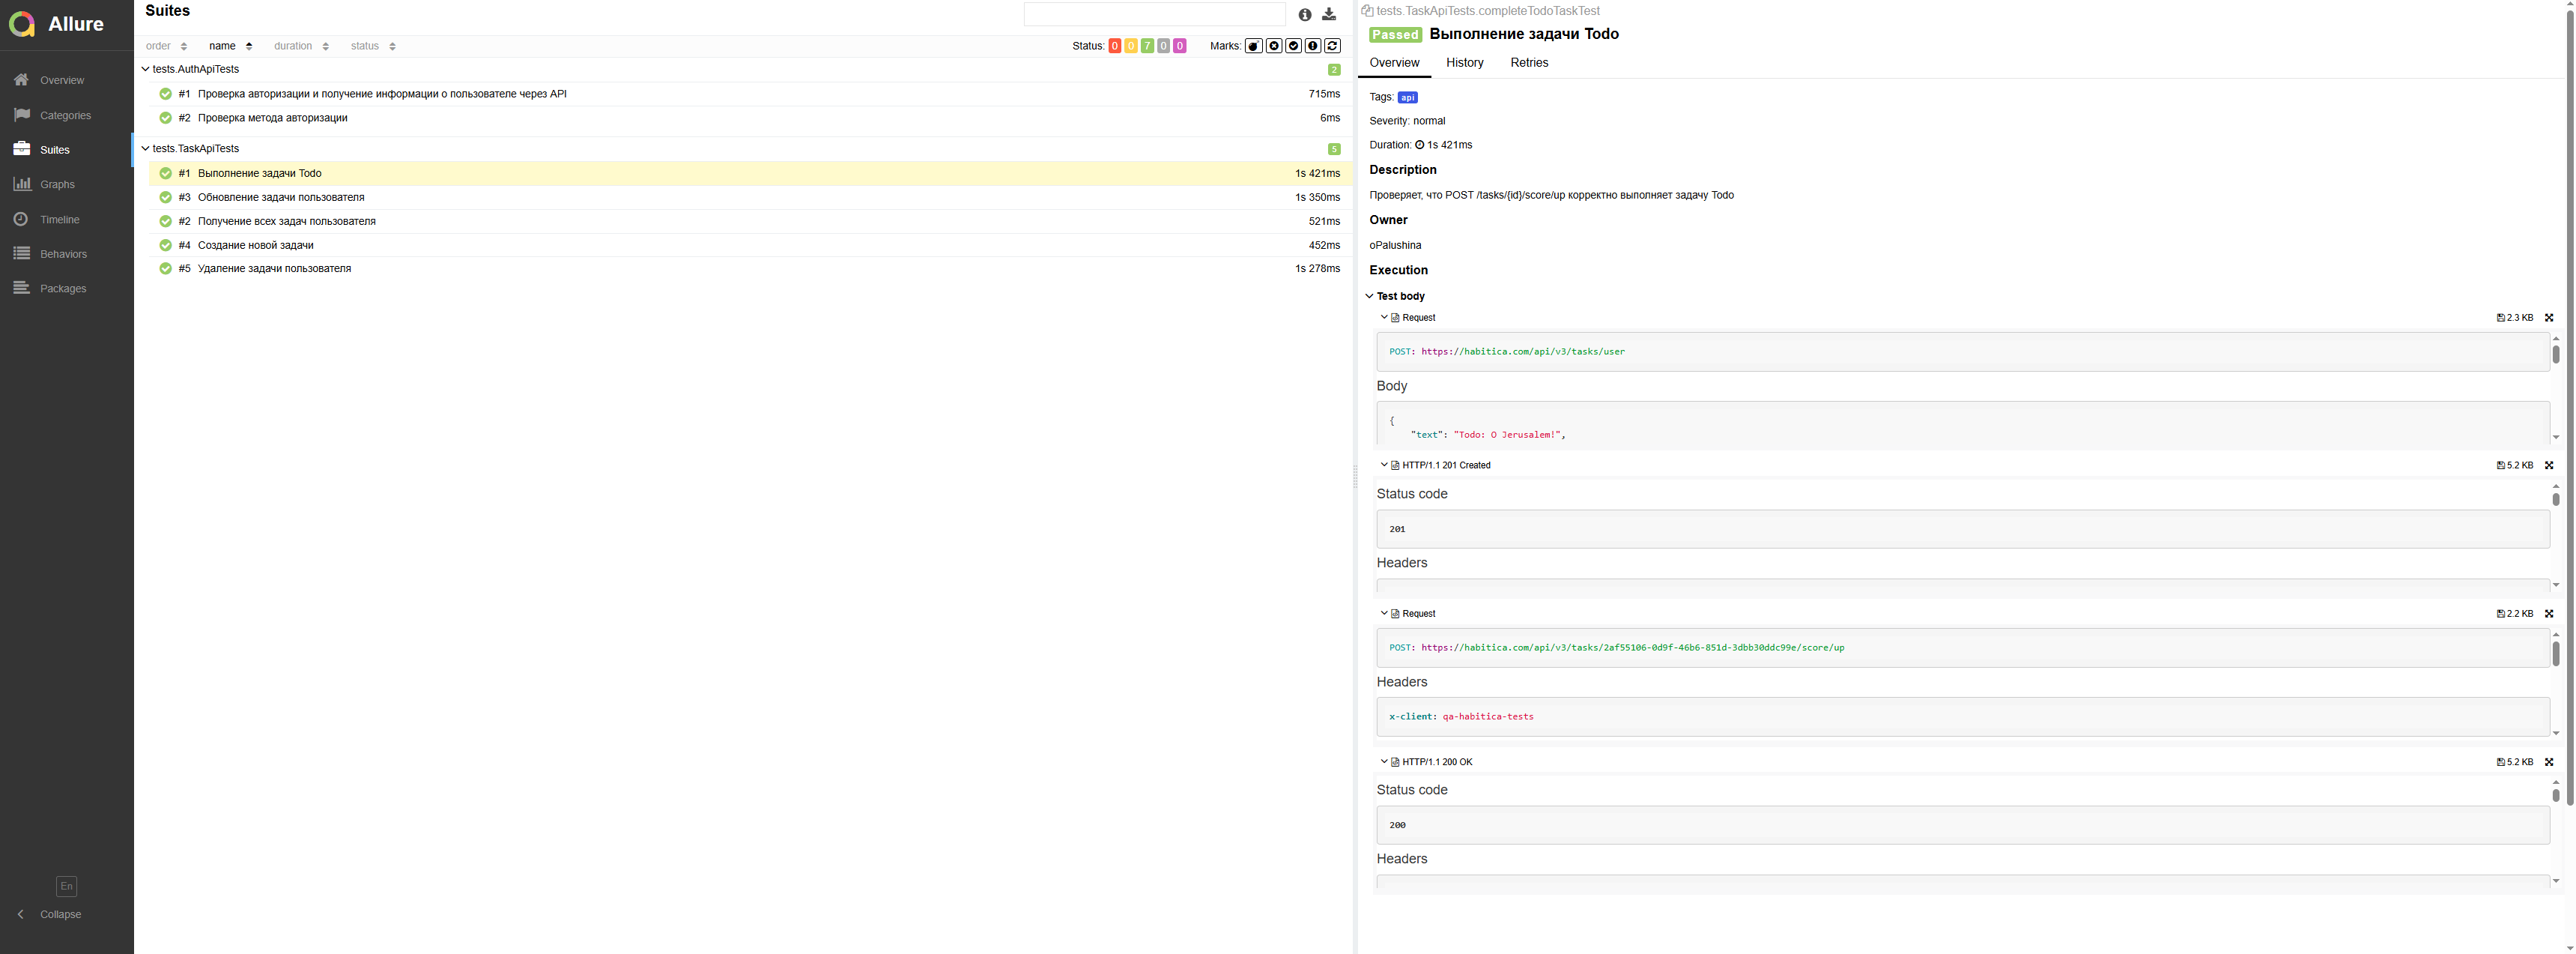 Allure
Overview
Categories
Suites
Graphs
Timeline
Behaviors
Packages
En
Collapse
Suites
order name duration status
Status: 0 0 7 0 0 Marks:
tests.AuthApiTests 2
#1 Проверка авторизации и получение информации о пользователе через API 715ms
#2 Проверка метода авторизации 6ms
tests.TaskApiTests 5
#1 Выполнение задачи Todo 1s 421ms
#3 Обновление задачи пользователя 1s 350ms
#2 Получение всех задач пользователя 521ms
#4 Создание новой задачи 452ms
#5 Удаление задачи пользователя 1s 278ms
tests.TaskApiTests.completeTodoTaskTest
Passed Выполнение задачи Todo
Overview History Retries
Tags: api
Severity: normal
Duration: 1s 421ms
Description
Проверяет, что POST /tasks/{id}/score/up корректно выполняет задачу Todo
Owner
oPalushina
Execution
Test body
Request 2.3 KB
POST: https://habitica.com/api/v3/tasks/user
Body
{
"text": "Todo: O Jerusalem!",
HTTP/1.1 201 Created 5.2 KB
Status code
201
Headers
Request 2.2 KB
POST: https://habitica.com/api/v3/tasks/2af55106-0d9f-46b6-851d-3dbb30ddc99e/score/up
Headers
x-client: qa-habitica-tests
HTTP/1.1 200 OK 5.2 KB
Status code
200
Headers